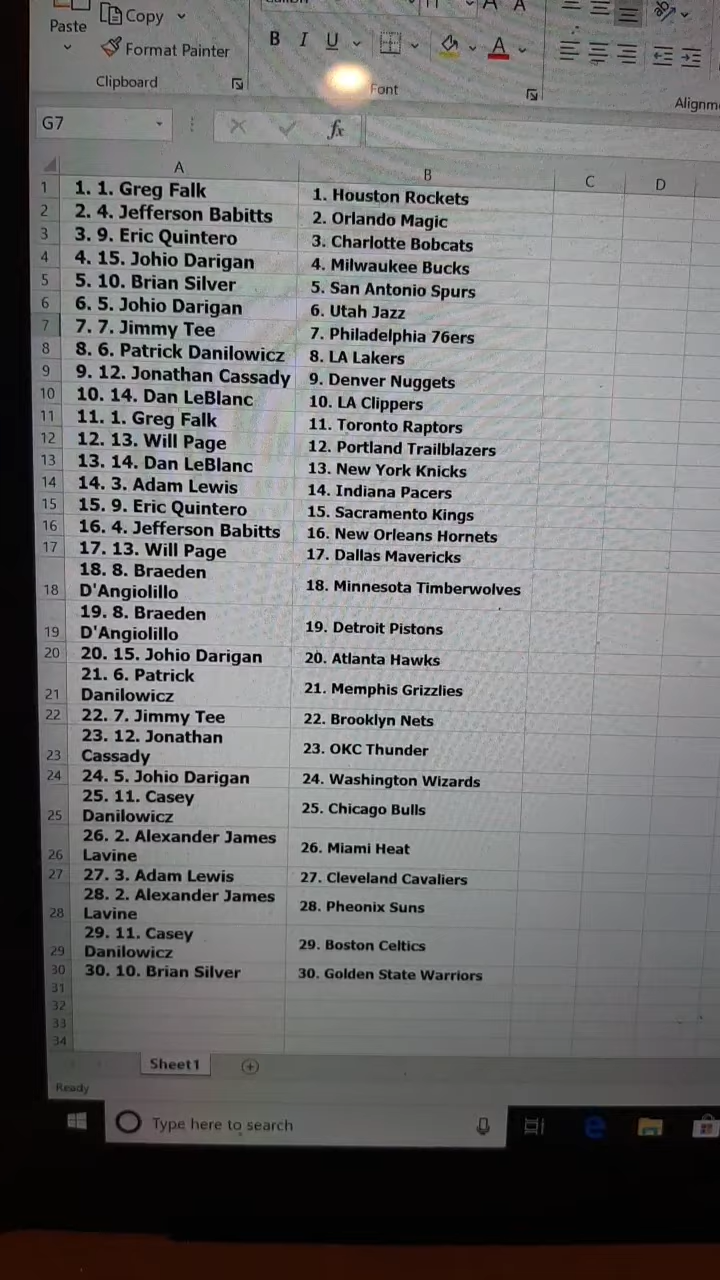 Paste
Copy
Format Painter
Clipboard
B I U
A
Font
Alignm
G7
fx
A B C D
1 1. 1. Greg Falk 1. Houston Rockets
2 2. 4. Jefferson Babitts 2. Orlando Magic
3 3. 9. Eric Quintero 3. Charlotte Bobcats
4 4. 15. Johio Darigan 4. Milwaukee Bucks
5 5. 10. Brian Silver 5. San Antonio Spurs
6 6. 5. Johio Darigan 6. Utah Jazz
7 7. 7. Jimmy Tee 7. Philadelphia 76ers
8 8. 6. Patrick Danilowicz 8. LA Lakers
9 9. 12. Jonathan Cassady 9. Denver Nuggets
10 10. 14. Dan LeBlanc 10. LA Clippers
11 11. 1. Greg Falk 11. Toronto Raptors
12 12. 13. Will Page 12. Portland Trailblazers
13 13. 14. Dan LeBlanc 13. New York Knicks
14 14. 3. Adam Lewis 14. Indiana Pacers
15 15. 9. Eric Quintero 15. Sacramento Kings
16 16. 4. Jefferson Babitts 16. New Orleans Hornets
17 17. 13. Will Page 17. Dallas Mavericks
18. 8. Braeden
18 D'Angiolillo 18. Minnesota Timberwolves
19. 8. Braeden
19 D'Angiolillo 19. Detroit Pistons
20 20. 15. Johio Darigan 20. Atlanta Hawks
21. 6. Patrick
21 Danilowicz 21. Memphis Grizzlies
22 22. 7. Jimmy Tee 22. Brooklyn Nets
23. 12. Jonathan
23 Cassady 23. OKC Thunder
24 24. 5. Johio Darigan 24. Washington Wizards
25. 11. Casey
25 Danilowicz 25. Chicago Bulls
26. 2. Alexander James
26 Lavine 26. Miami Heat
27 27. 3. Adam Lewis 27. Cleveland Cavaliers
28. 2. Alexander James
28 Lavine 28. Pheonix Suns
29. 11. Casey
29 Danilowicz 29. Boston Celtics
30 30. 10. Brian Silver 30. Golden State Warriors
31
32
33
34
Sheet1
Ready
Type here to search